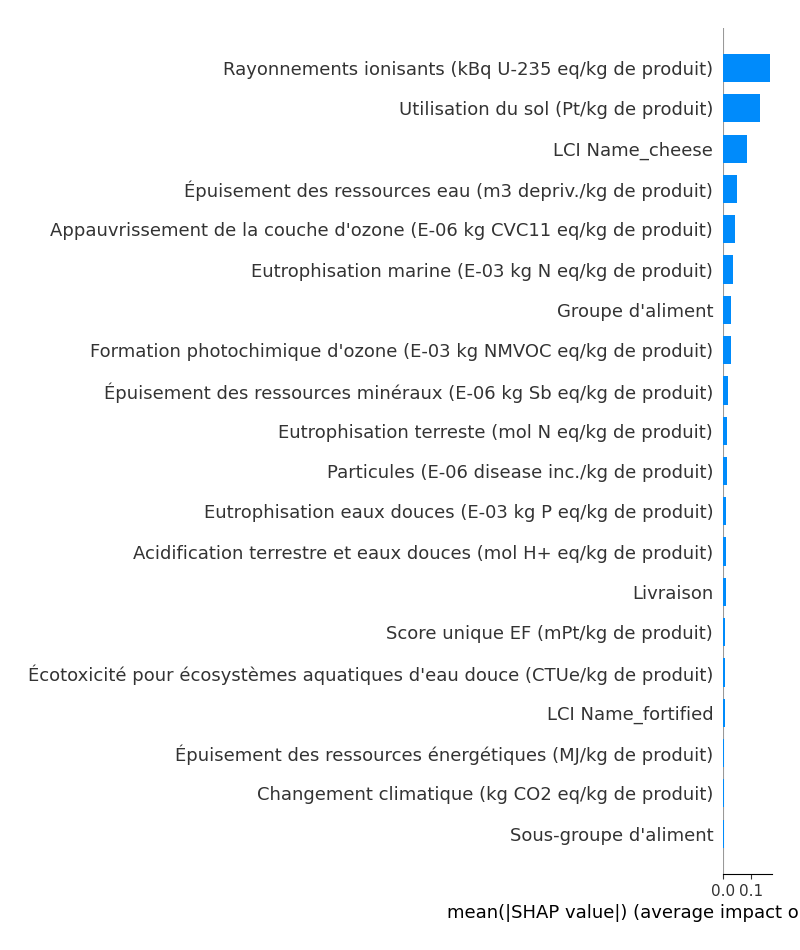 Rayonnements ionisants (kBq U-235 eq/kg de produit)
Utilisation du sol (Pt/kg de produit)
LCI Name_cheese
Épuisement des ressources eau (m3 depriv./kg de produit)
Appauvrissement de la couche d'ozone (E-06 kg CVC11 eq/kg de produit)
Eutrophisation marine (E-03 kg N eq/kg de produit)
Groupe d'aliment
Formation photochimique d'ozone (E-03 kg NMVOC eq/kg de produit)
Épuisement des ressources minéraux (E-06 kg Sb eq/kg de produit)
Eutrophisation terreste (mol N eq/kg de produit)
Particules (E-06 disease inc./kg de produit)
Eutrophisation eaux douces (E-03 kg P eq/kg de produit)
Acidification terrestre et eaux douces (mol H+ eq/kg de produit)
Livraison
Score unique EF (mPt/kg de produit)
Écotoxicité pour écosystèmes aquatiques d'eau douce (CTUe/kg de produit)
LCI Name_fortified
Épuisement des ressources énergétiques (MJ/kg de produit)
Changement climatique (kg CO2 eq/kg de produit)
Sous-groupe d'aliment
0.0 0.1
mean(|SHAP value|) (average impact o